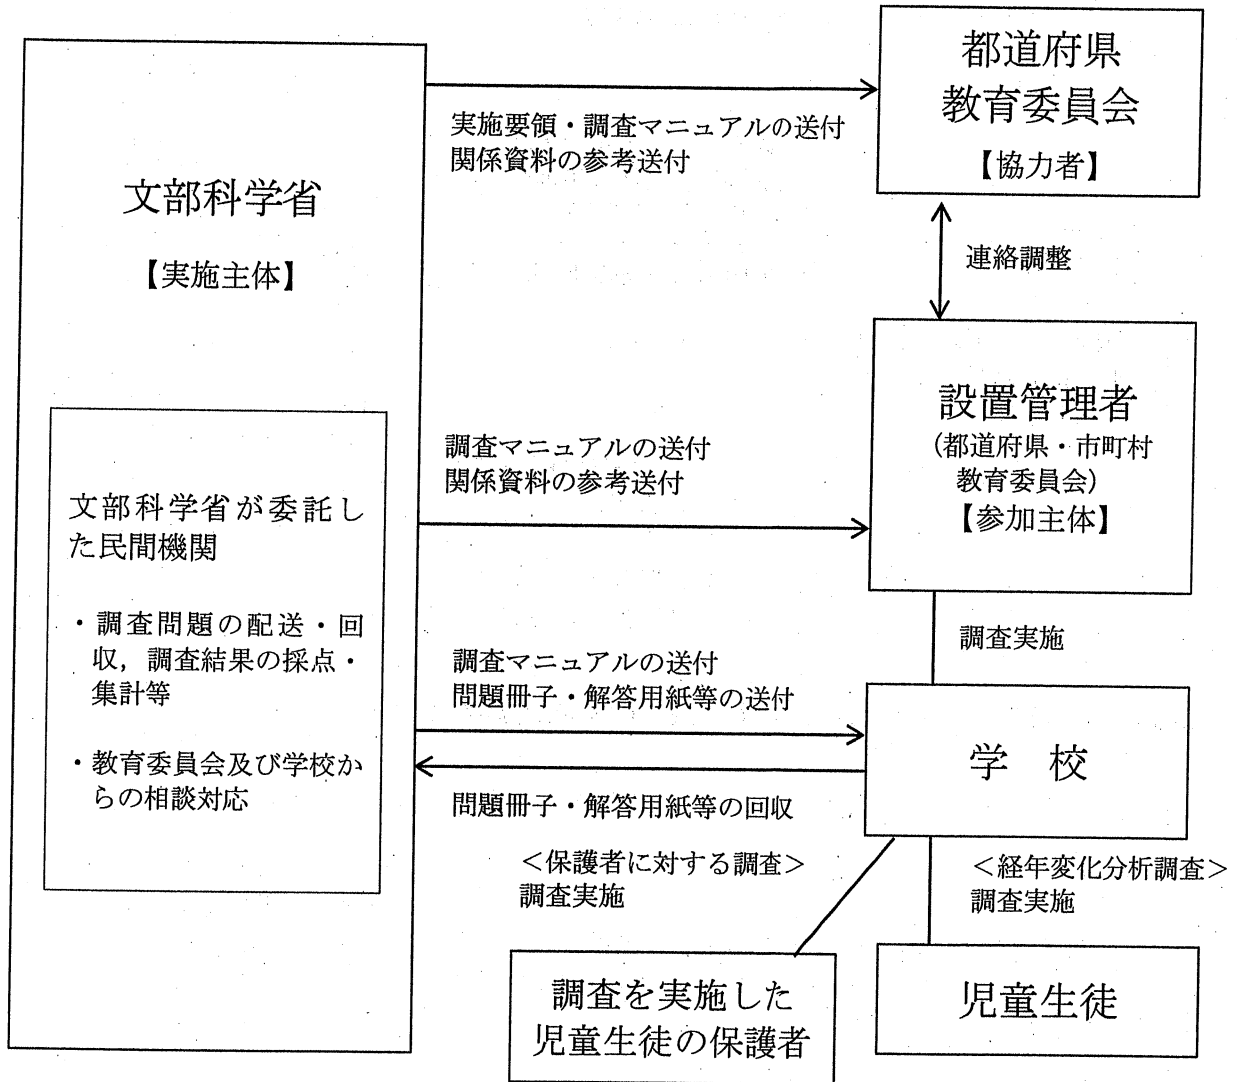 文部科学省
【実施主体】
文部科学省が委託し
た民間機関
・調査問題の配送・回
収，調査結果の採点・
集計等
・教育委員会及び学校か
らの相談対応
実施要領・調査マニュアルの送付
関係資料の参考送付
都道府県
教育委員会
【協力者】
連絡調整
調査マニュアルの送付
関係資料の参考送付
設置管理者
（都道府県・市町村
教育委員会）
【参加主体】
調査実施
調査マニュアルの送付
問題冊子・解答用紙等の送付
学　校
問題冊子・解答用紙等の回収
＜保護者に対する調査＞
調査実施
＜経年変化分析調査＞
調査実施
調査を実施した
児童生徒の保護者
児童生徒